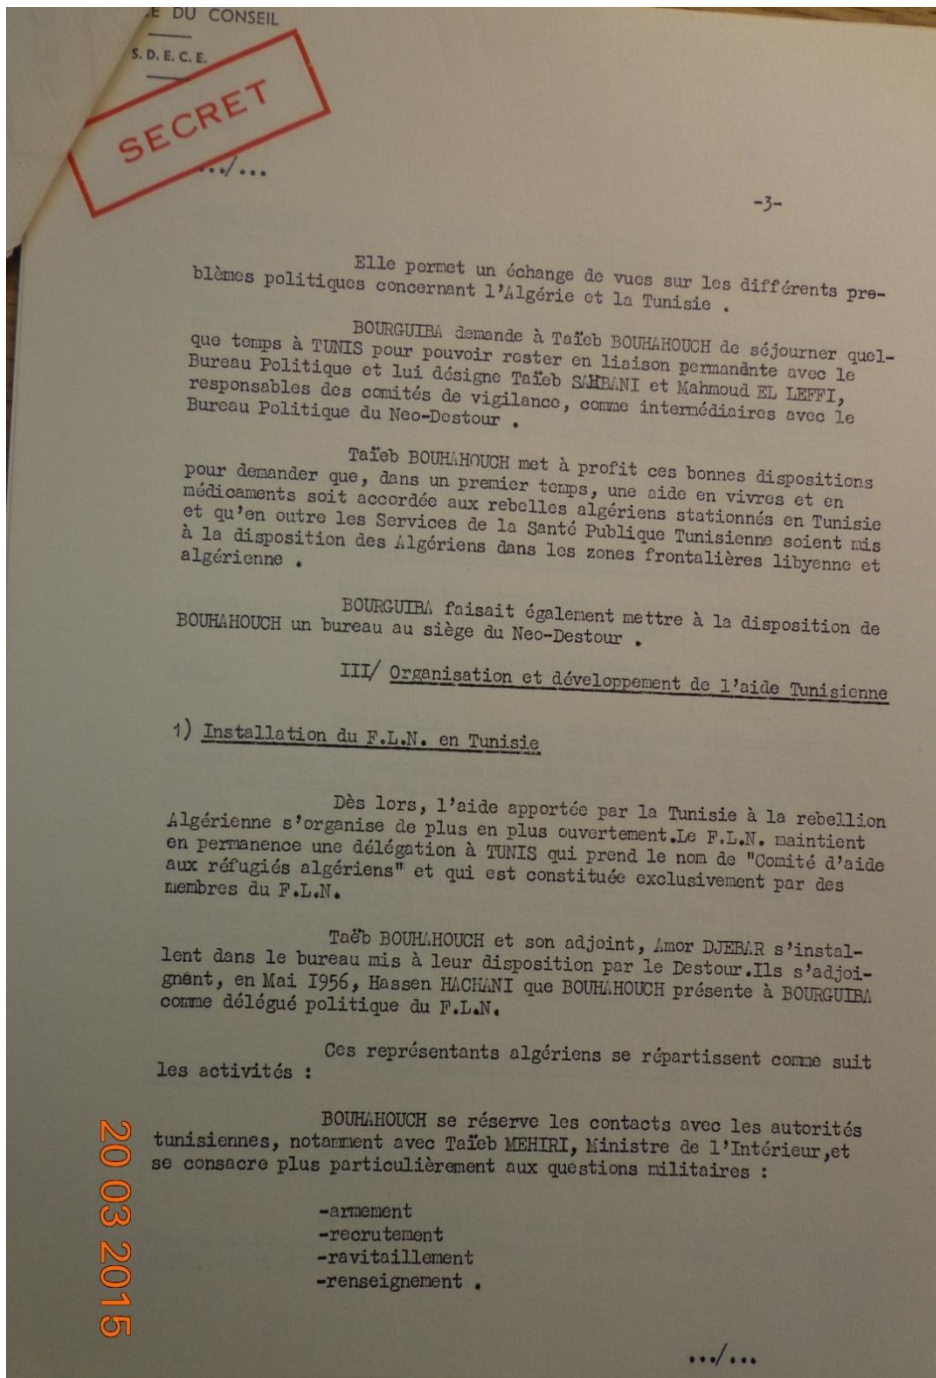 E DU CONSEIL
S. D. E. C. E.
SECRET
.../...
-3-
Elle permet un échange de vues sur les différents pro-
blèmes politiques concernant l'Algérie et la Tunisie .
BOURGUIBA demande à Taïeb BOUHAHOUCH de séjourner quel-
que temps à TUNIS pour pouvoir rester en liaison permandnte avec le
Bureau Politique et lui désigne Taïeb SAHBANI et Mahmoud EL LEFFI,
responsables des comités de vigilance, comme intermédiaires avec le
Bureau Politique du Neo-Destour .
Taïeb BOUHAHOUCH met à profit ces bonnes dispositions
pour demander que, dans un premier temps, une aide en vivres et en
médicaments soit accordée aux rebelles algériens stationnés en Tunisie
et qu'en outre les Services de la Santé Publique Tunisienne soient mis
à la disposition des Algériens dans les zones frontalières libyenne et
algérienne .
BOURGUIBA faisait également mettre à la disposition de
BOUHAHOUCH un bureau au siège du Neo-Destour .
III/ Organisation et développement de l'aide Tunisienne
1) Installation du F.L.N. en Tunisie
Dès lors, l'aide apportée par la Tunisie à la rebellion
Algérienne s'organise de plus en plus ouvertement.Le F.L.N. maintient
en permanence une délégation à TUNIS qui prend le nom de "Comité d'aide
aux réfugiés algériens" et qui est constituée exclusivement par des
membres du F.L.N.
Taëb BOUHAHOUCH et son adjoint, Amor DJEBAR s'instal-
lent dans le bureau mis à leur disposition par le Destour.Ils s'adjoi-
gnant, en Mai I956, Hassen HACHANI que BOUHAHOUCH présente à BOURGUIBA
comme délégué politique du F.L.N.
Ces représentants algériens se répartissent comme suit
les activités :
BOUHAHOUCH se réserve les contacts avec les autorités
tunisiennes, notamment avec Taïeb MEHIRI, Ministre de l'Intérieur,et
se consacre plus particulièrement aux questions militaires :
-armement
-recrutement
-ravitaillement
-renseignement .
.../...
20 03 2015